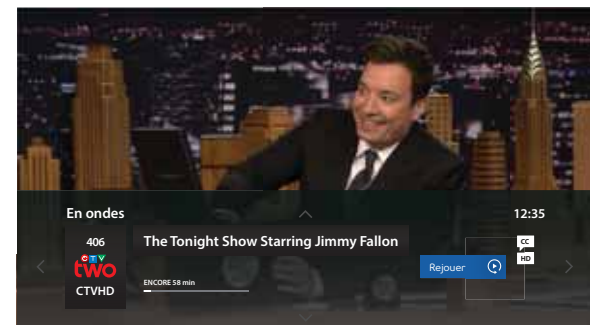 En ondes
12:35
406
The Tonight Show Starring Jimmy Fallon
CTV
two
CTVHD
ENCORE 58 min
Rejouer
CC
HD